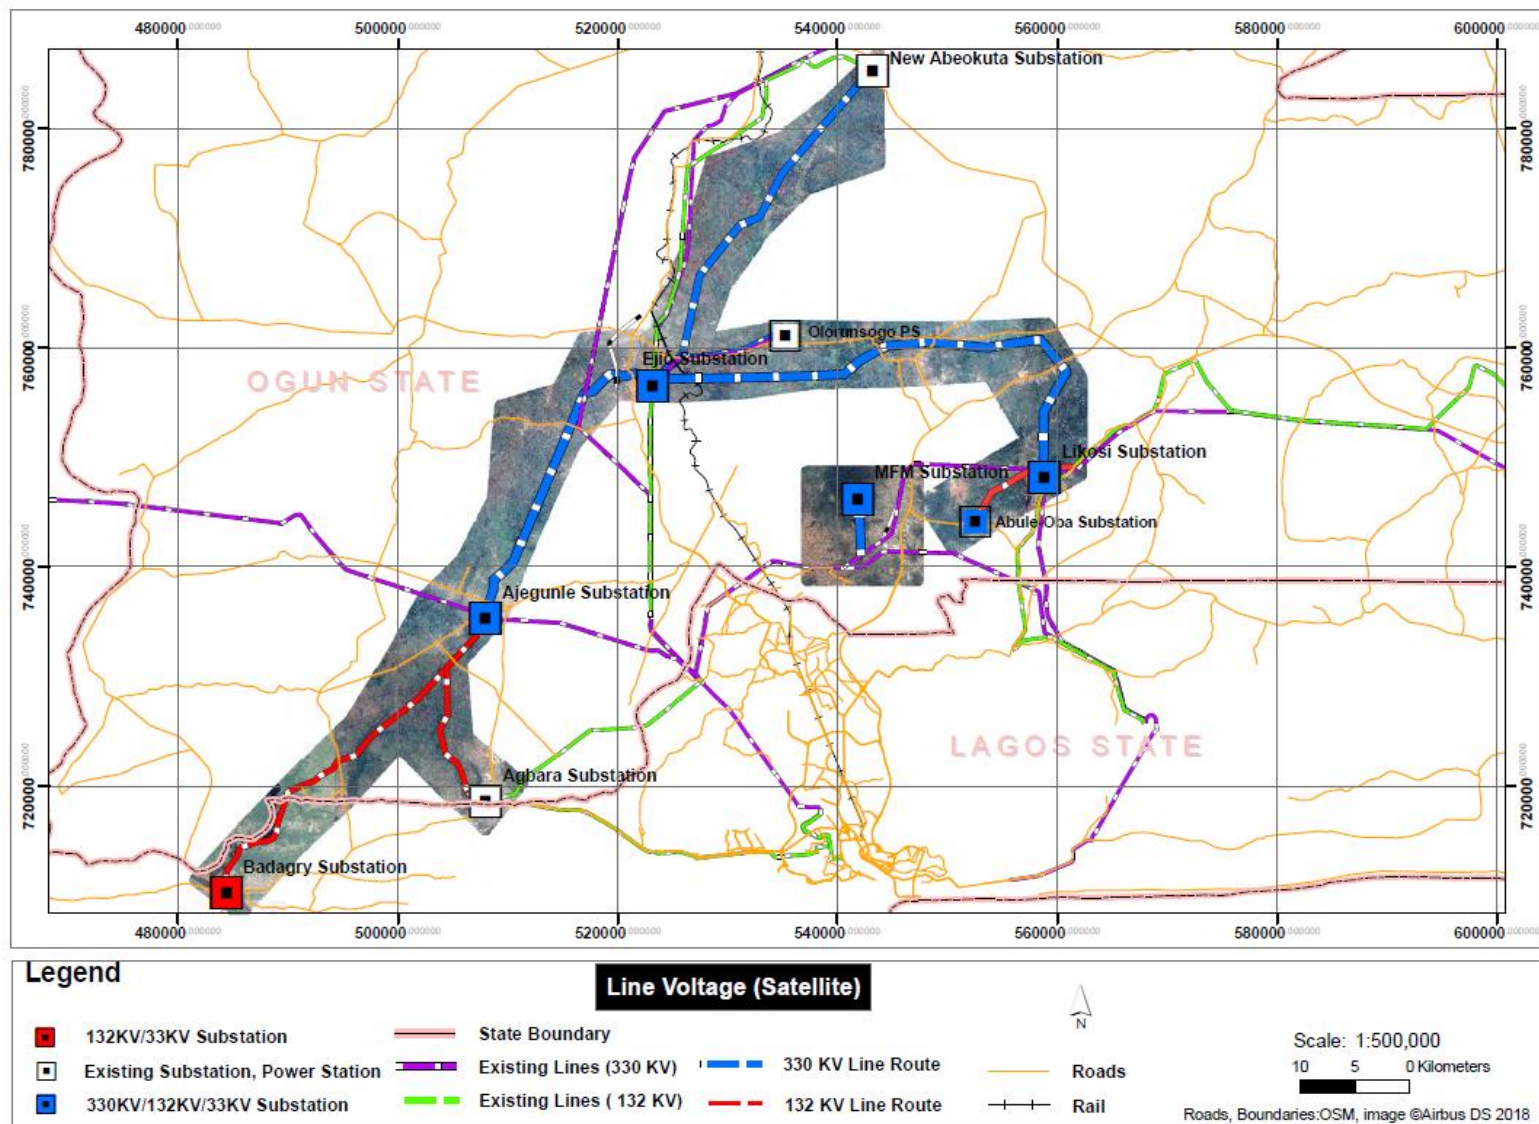 480000 500000 520000 540000 560000 580000 600000
New Abeokuta Substation
780000 780000
Olorunsogo PS
Ejio Substation
760000 760000
OGUN STATE
Likosi Substation
MFM Substation
Abule-Oba Substation
740000 740000
Ajegunle Substation
LAGOS STATE
Agbara Substation
720000 720000
Badagry Substation
480000 500000 520000 540000 560000 580000 600000
Legend
Line Voltage (Satellite)
N
132KV/33KV Substation
State Boundary
Scale: 1:500,000
Existing Substation, Power Station
Existing Lines (330 KV)
330 KV Line Route
Roads
10 5 0 Kilometers
330KV/132KV/33KV Substation
Existing Lines ( 132 KV)
132 KV Line Route
Rail
Roads, Boundaries:OSM, image ©Airbus DS 2018